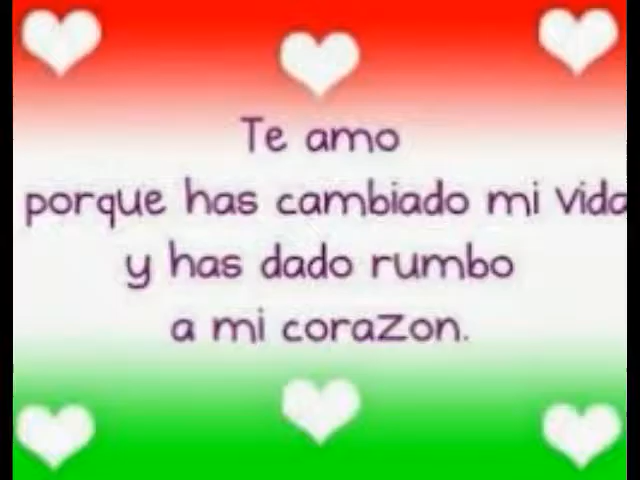 Te amo
porque has cambiado mi vida
y has dado rumbo
a mi corazon.